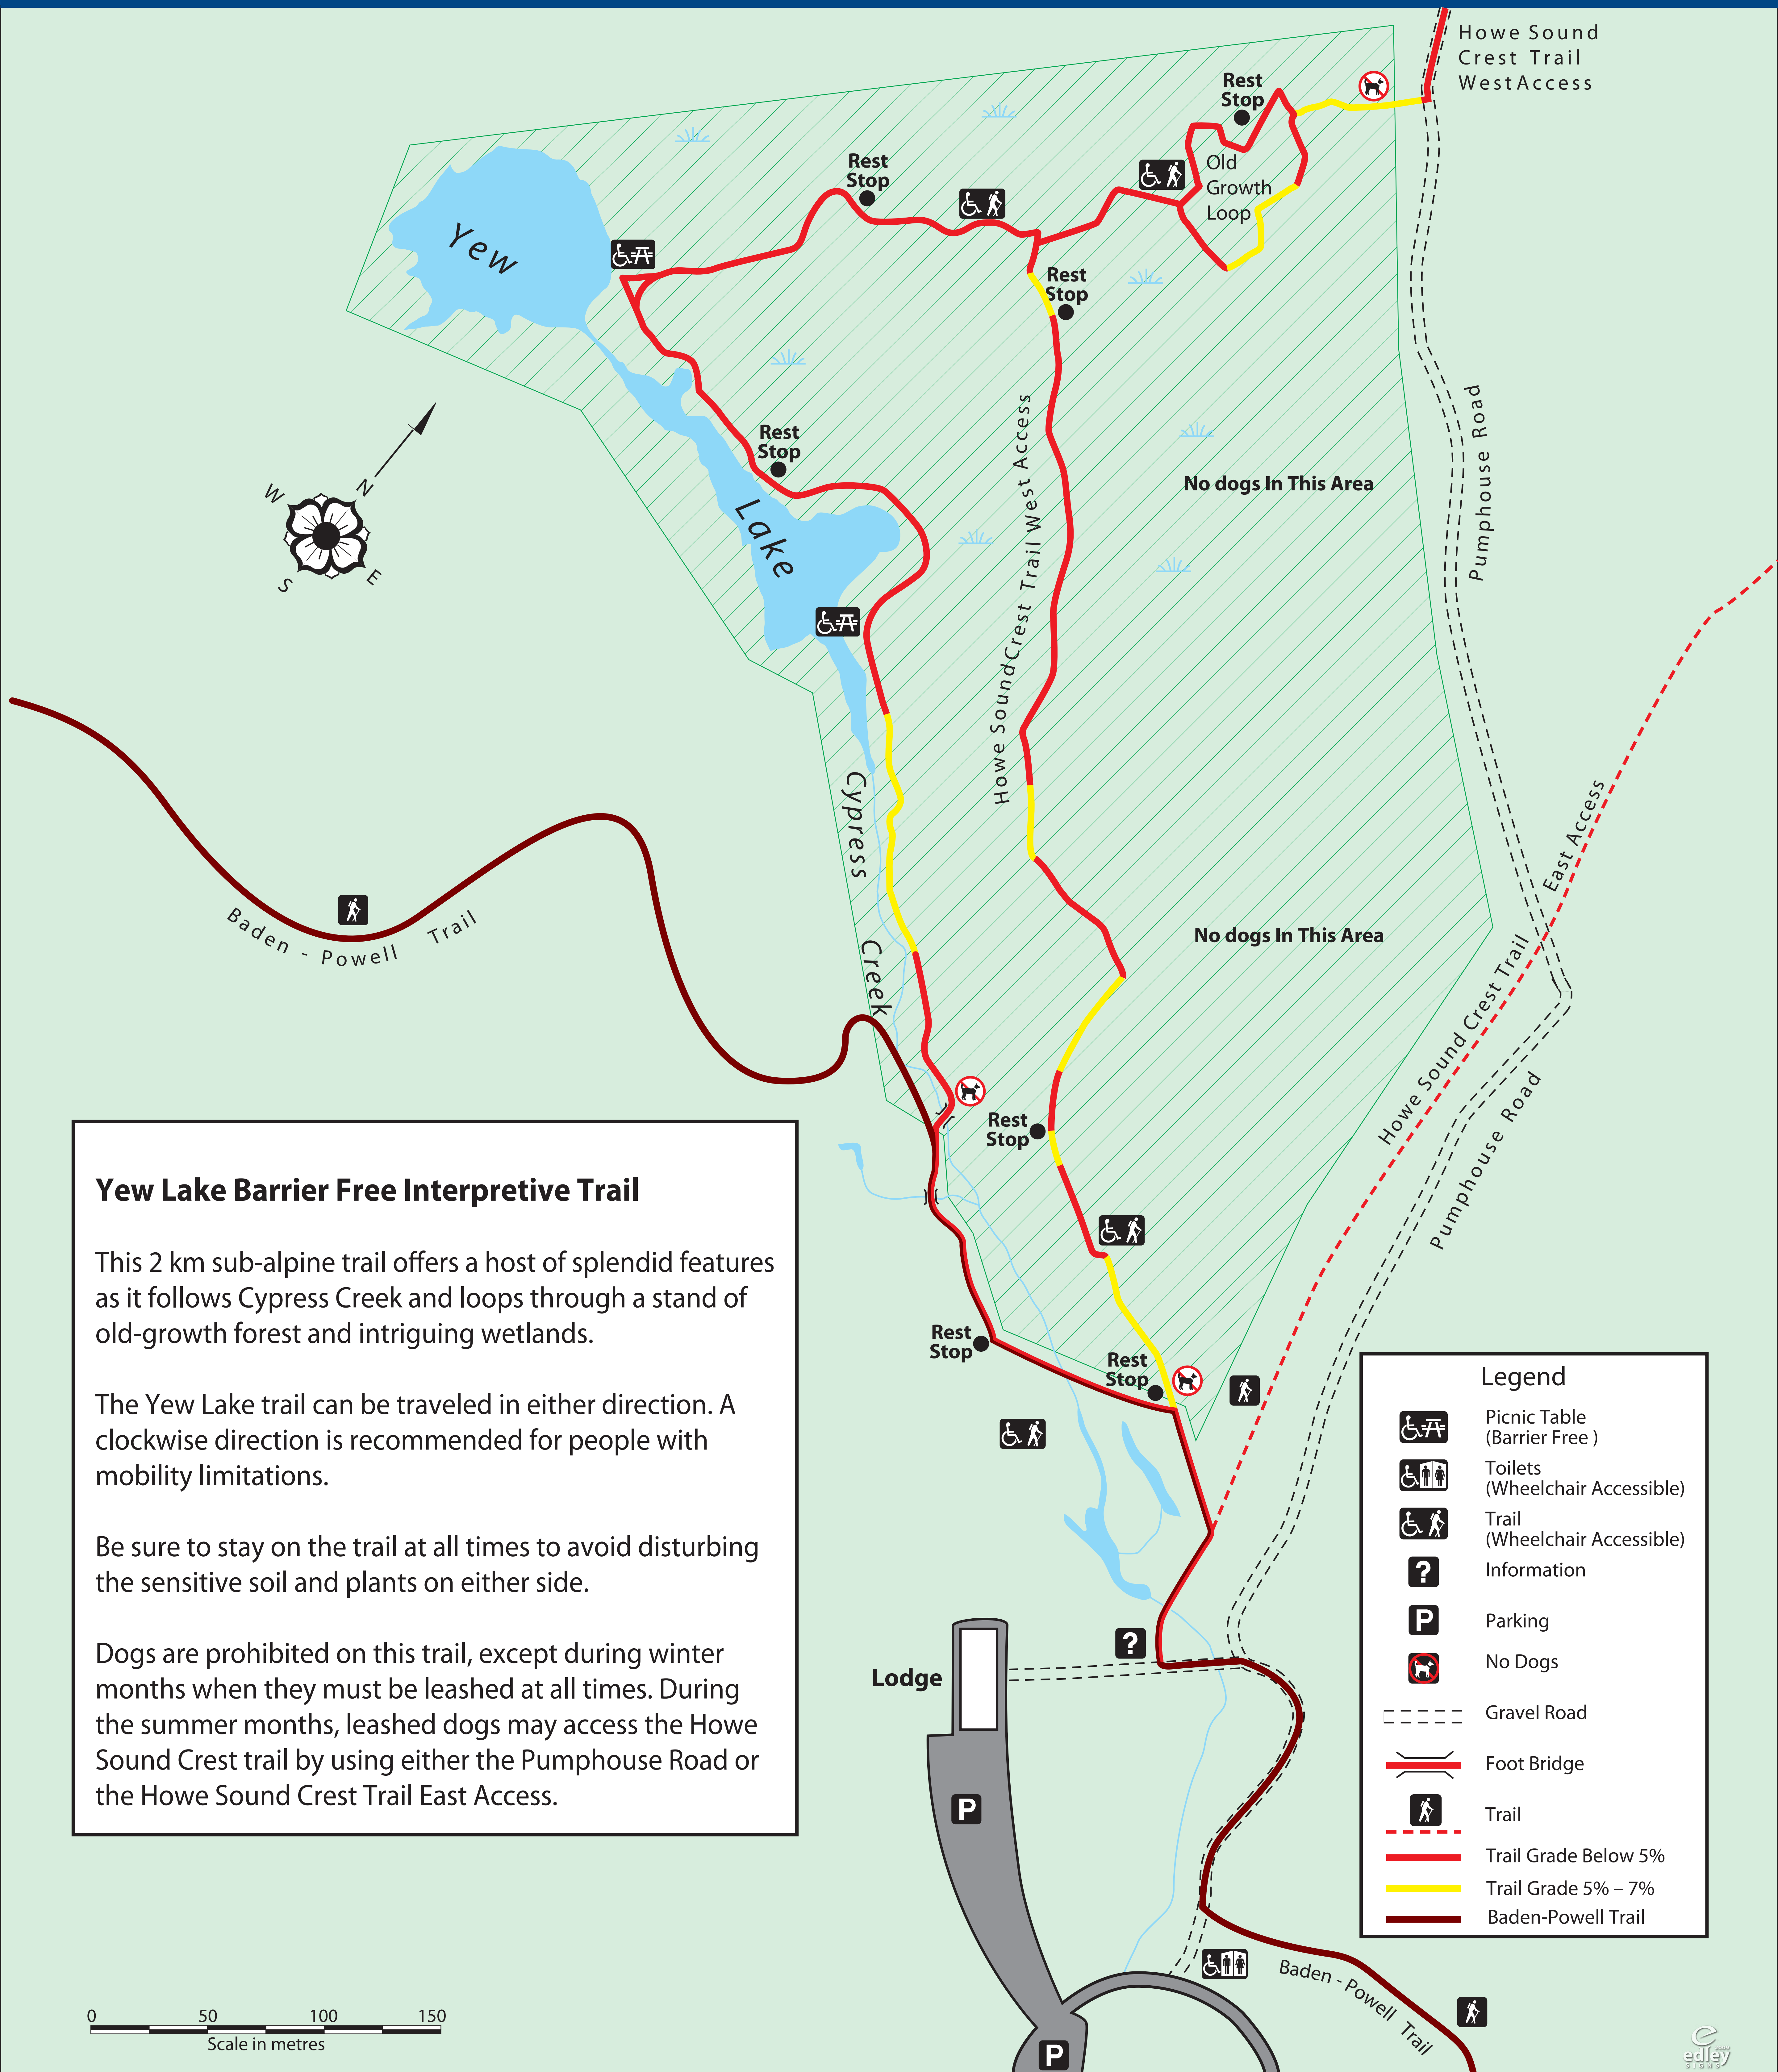 Howe Sound
Crest Trail
West Access
Rest
Stop
Old
Growth
Loop
Rest
Stop
Yew
Rest
Stop
Rest
Stop
Lake
Howe Sound Crest Trail West Access
No dogs In This Area
Pumphouse Road
N
W
S
E
Cypress
Creek
No dogs In This Area
Howe Sound Crest Trail East Access
Baden - Powell Trail
Pumphouse Road
Rest
Stop
Rest
Stop
Rest
Stop
Yew Lake Barrier Free Interpretive Trail
This 2 km sub-alpine trail offers a host of splendid features
as it follows Cypress Creek and loops through a stand of
old-growth forest and intriguing wetlands.
The Yew Lake trail can be traveled in either direction. A
clockwise direction is recommended for people with
mobility limitations.
Be sure to stay on the trail at all times to avoid disturbing
the sensitive soil and plants on either side.
Dogs are prohibited on this trail, except during winter
months when they must be leashed at all times. During
the summer months, leashed dogs may access the Howe
Sound Crest trail by using either the Pumphouse Road or
the Howe Sound Crest Trail East Access.
?
Lodge
P
P
Baden - Powell Trail
Legend
Picnic Table
(Barrier Free )
Toilets
(Wheelchair Accessible)
Trail
(Wheelchair Accessible)
?
Information
P
Parking
No Dogs
Gravel Road
Foot Bridge
Trail
Trail Grade Below 5%
Trail Grade 5% – 7%
Baden-Powell Trail
0 50 100 150
Scale in metres
edley
SIGNS